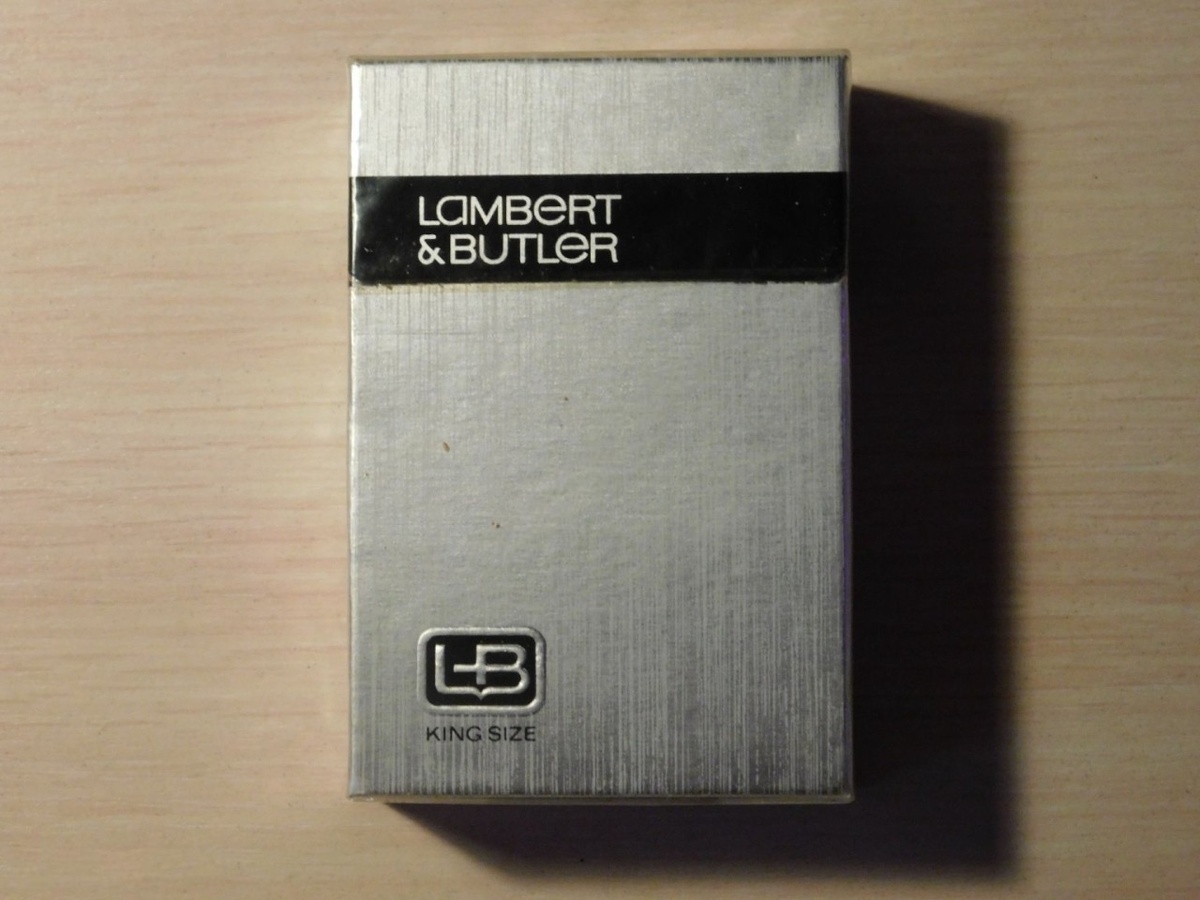 LaMBeRT
& BUTLeR
LB
KING SIZE